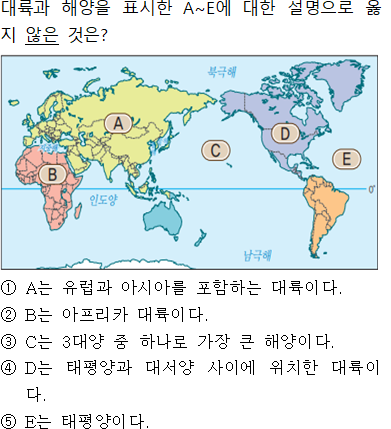 대륙과 해양을 표시한 A~E에 대한 설명으로 옳
지 않은 것은?
북극해
A
C
D
E
B
지중해
인도양
0°
남극해
① A는 유럽과 아시아를 포함하는 대륙이다.
② B는 아프리카 대륙이다.
③ C는 3대양 중 하나로 가장 큰 해양이다.
④ D는 태평양과 대서양 사이에 위치한 대륙이
다.
⑤ E는 태평양이다.